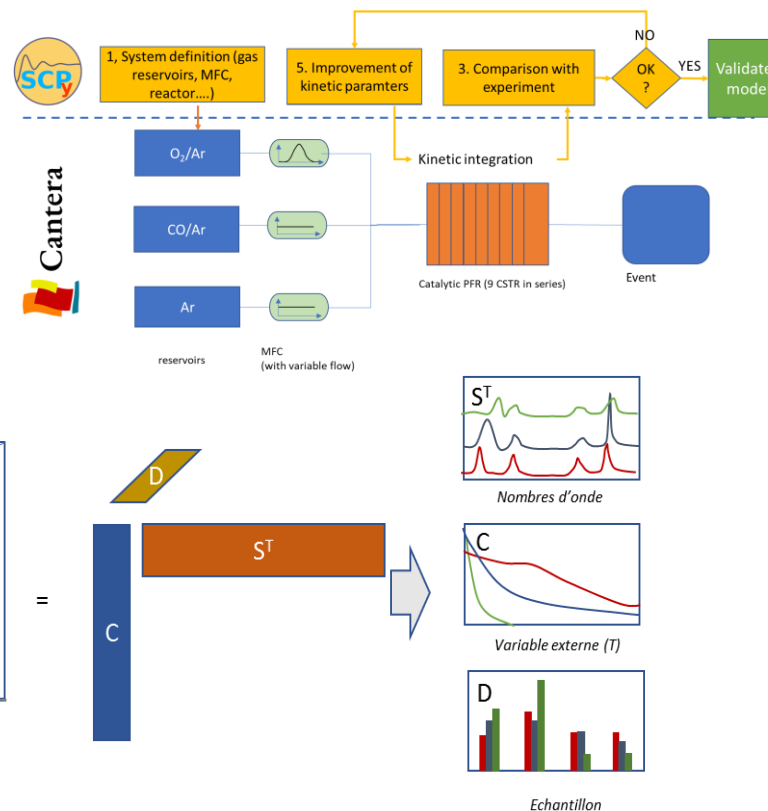 SCPy
1, System definition (gas
reservoirs, MFC,
reactor....)
5. Improvement of
kinetic paramters
3. Comparison with
experiment
NO
OK
?
YES
Validate
mode
Cantera
O2/Ar
CO/Ar
Ar
reservoirs
MFC
(with variable flow)
Kinetic integration
Catalytic PFR (9 CSTR in series)
Event
=
D
C
S^T
S^T
Nombres d'onde
C
Variable externe (T)
D
Echantillon